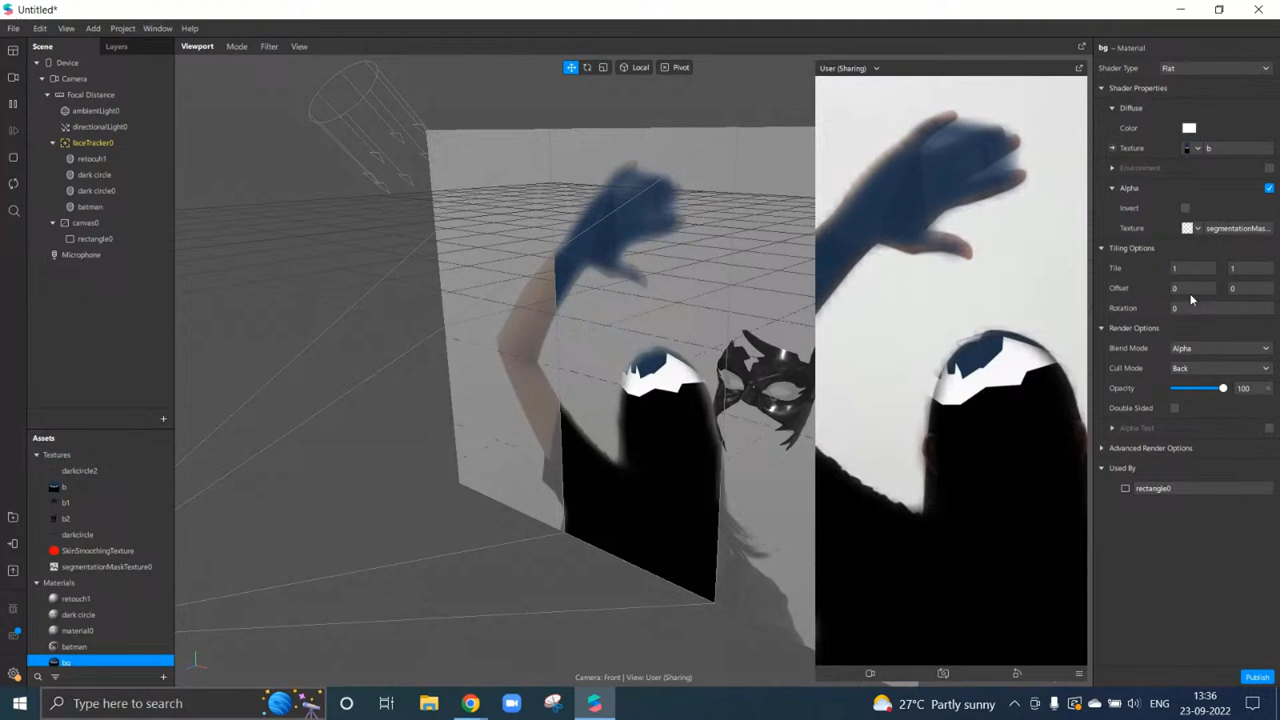 Untitled*
File Edit View Add Project Window Help
Scene Layers
Device
Camera
Focal Distance
ambientLight0
directionalLight0
faceTracker0
retocuh1
dark circle
dark circle0
batman
canvas0
rectangle0
Microphone
Assets
Textures
darkcircle2
b
b1
b2
darkcircle
SkinSmoothingTexture
segmentationMaskTexture0
Materials
retouch1
dark circle
material0
batman
bg
Viewport Mode Filter View
Local Pivot
User (Sharing)
Camera: Front | View: User (Sharing)
bg – Material
Shader Type Flat
Shader Properties
Diffuse
Color
Texture b
Environment
Alpha
Invert
Texture segmentationMas...
Tiling Options
Tile 1 1
Offset 0 0
Rotation 0
Render Options
Blend Mode Alpha
Cull Mode Back
Opacity 100 %
Double Sided
Alpha Test
Advanced Render Options
Used By
rectangle0
Publish
Type here to search
27°C Partly sunny
ENG
13:36
23-09-2022